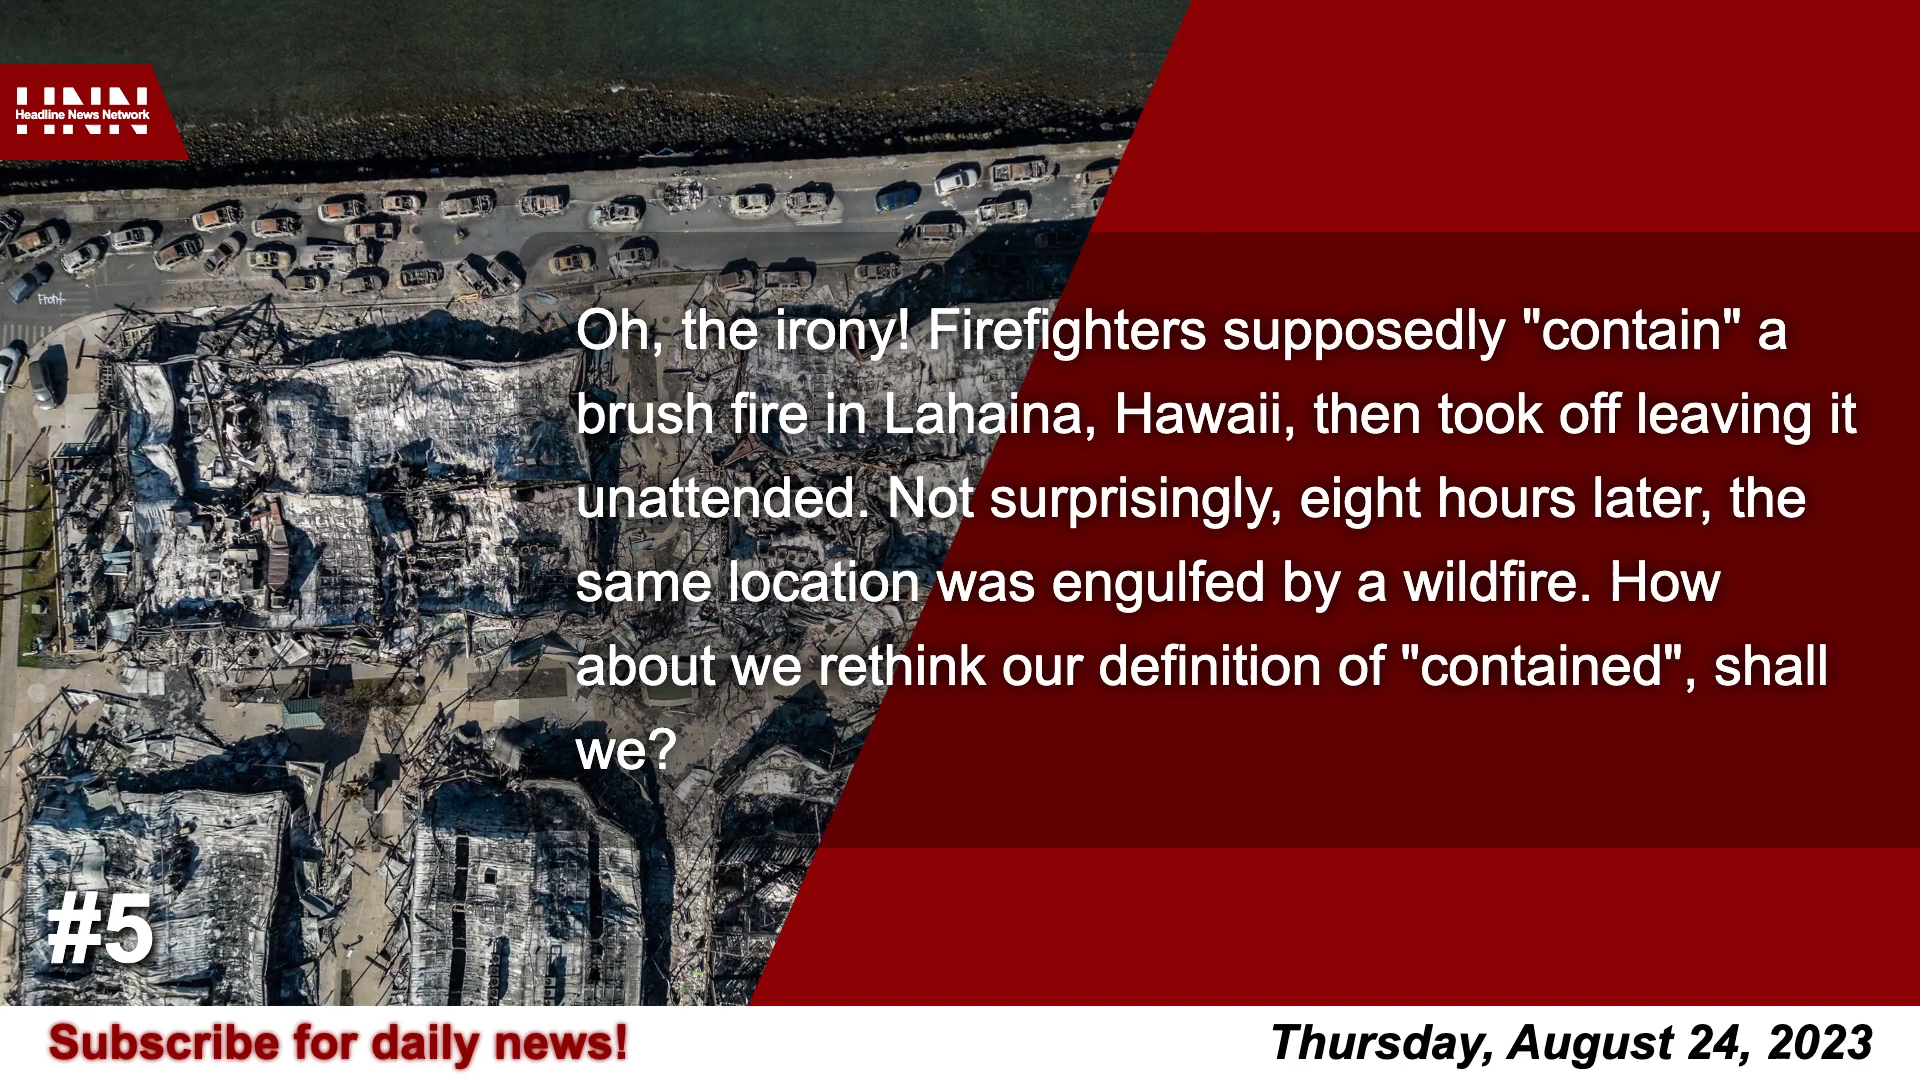 HNN
Headline News Network
Front
Oh, the irony! Firefighters supposedly "contain" a
brush fire in Lahaina, Hawaii, then took off leaving it
unattended. Not surprisingly, eight hours later, the
same location was engulfed by a wildfire. How
about we rethink our definition of "contained", shall
we?
#5
Subscribe for daily news!
Thursday, August 24, 2023